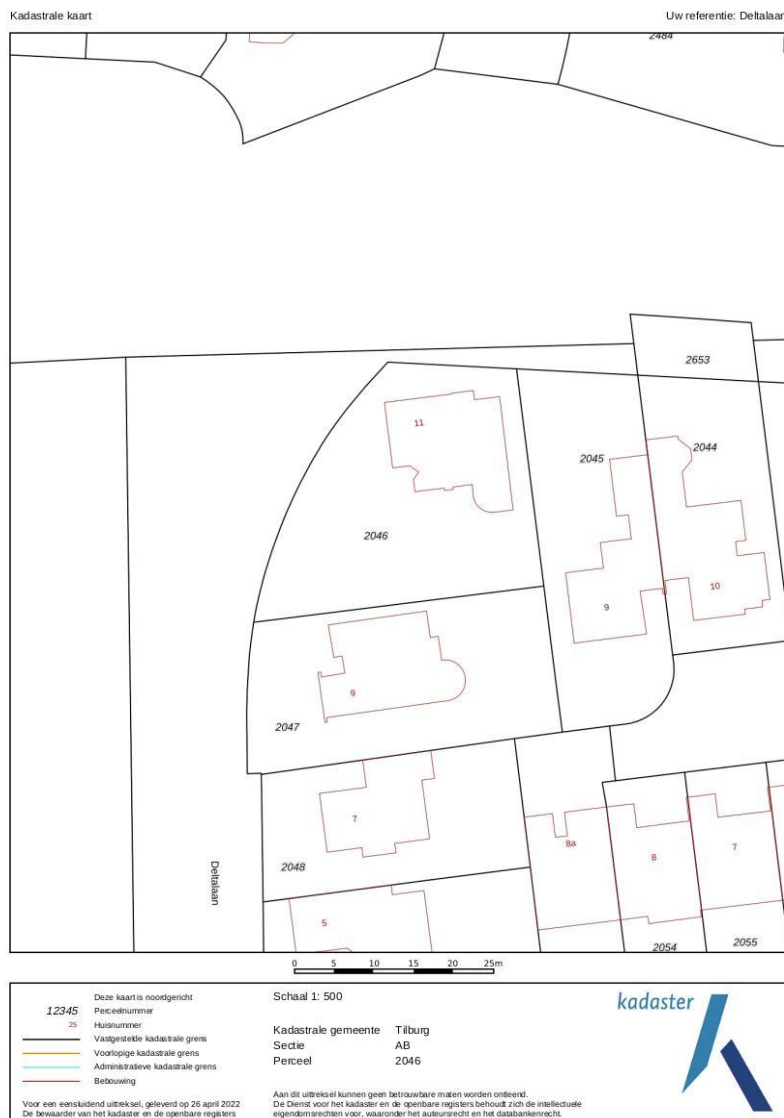 Kadastrale kaart
Uw referentie: Deltalaan
2484
2653
11
2044
2045
2046
10
9
9
2047
7
8a
8
7
2048
Deltalaan
5
2054
2055
0 5 10 15 20 25m
Deze kaart is noordgericht
12345 Perceelnummer
25 Huisnummer
Vastgestelde kadastrale grens
Voorlopige kadastrale grens
Administratieve kadastrale grens
Bebouwing
Voor een eensluidend uittreksel, geleverd op 26 april 2022
De bewaarder van het kadaster en de openbare registers
Schaal 1: 500
Kadastrale gemeente Tilburg
Sectie AB
Perceel 2046
Aan dit uittreksel kunnen geen betrouwbare maten worden ontleend.
De Dienst voor het kadaster en de openbare registers behoudt zich de intellectuele
eigendomsrechten voor, waaronder het auteursrecht en het databankenrecht.
kadaster